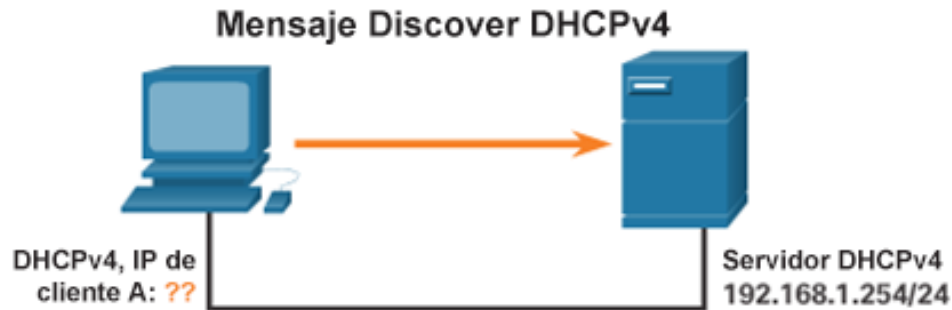 Mensaje Discover DHCPv4
DHCPv4, IP de
cliente A: ??
Servidor DHCPv4
192.168.1.254/24